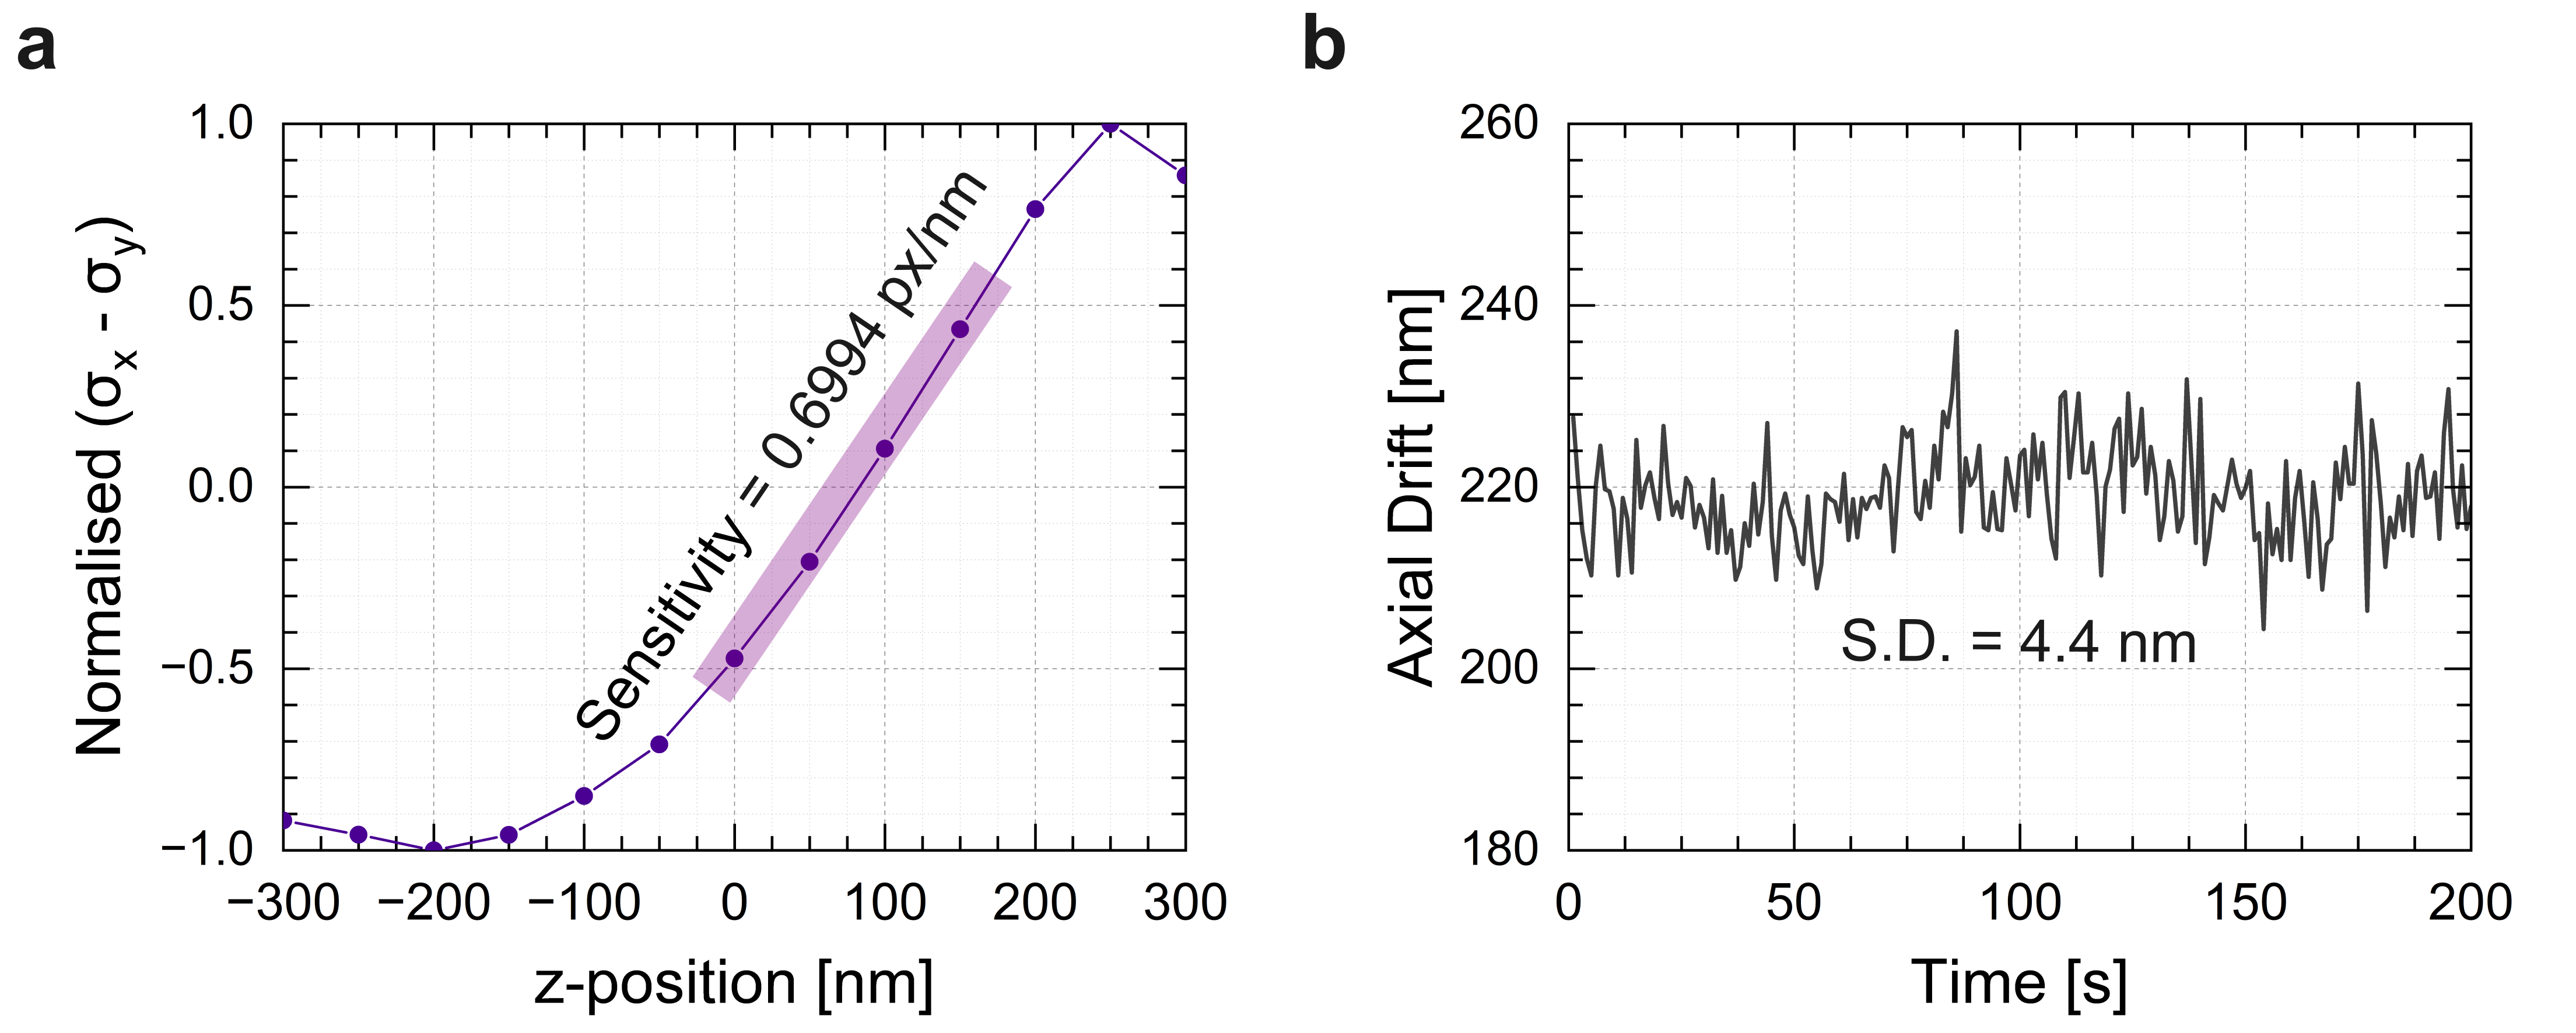 a
Normalised (σx - σy)
1.0
0.5
0.0
−0.5
−1.0
Sensitivity = 0.6994 px/nm
−300 −200 −100 0 100 200 300
z-position [nm]
b
Axial Drift [nm]
260
240
220
200
180
S.D. = 4.4 nm
0 50 100 150 200
Time [s]